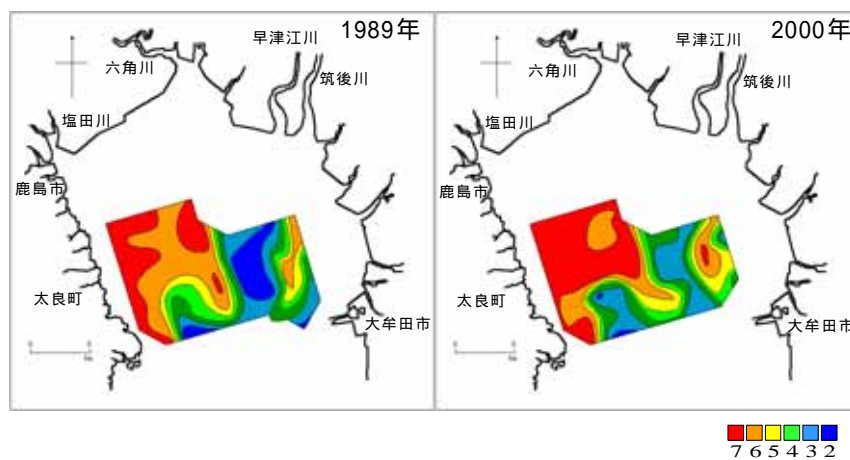 1989年
早津江川
六角川
筑後川
塩田川
鹿島市
太良町
大牟田市
2000年
早津江川
六角川
筑後川
塩田川
鹿島市
太良町
大牟田市
7 6 5 4 3 2